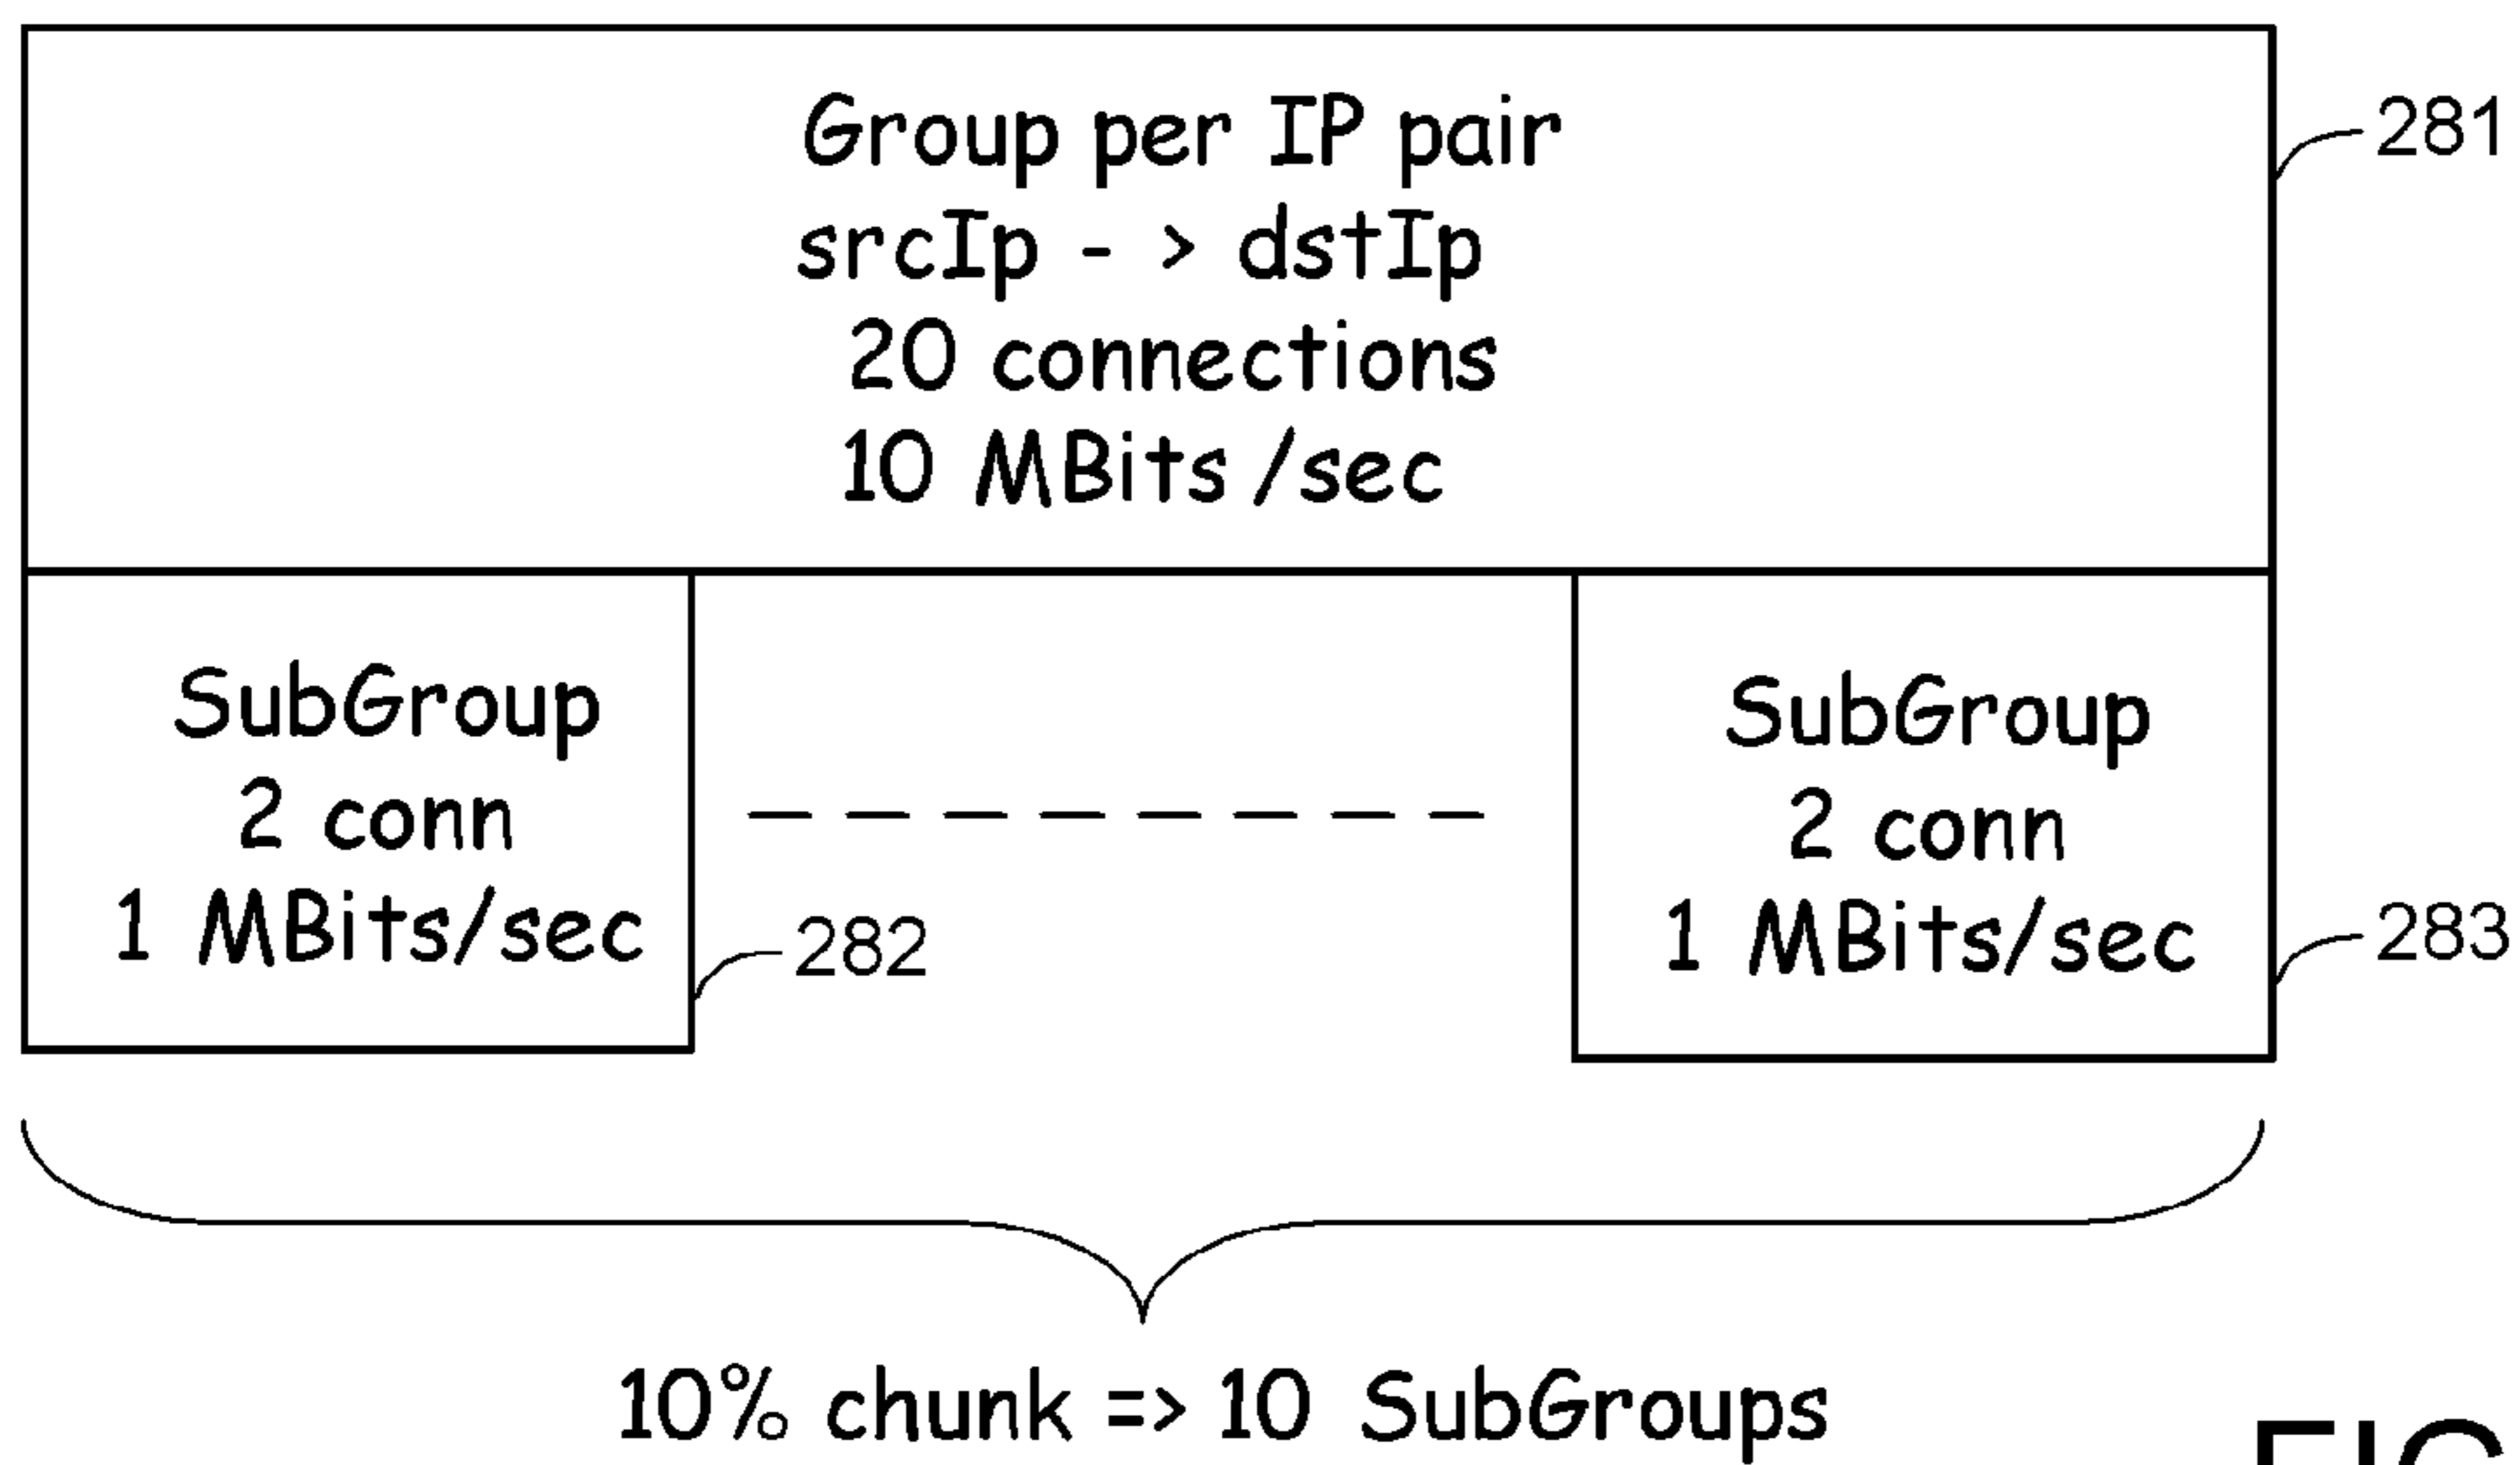 Group per IP pair
srcIp - > dstIp
20 connections
10 MBits /sec
281
SubGroup
2 conn
1 MBits/sec
282
SubGroup
2 conn
1 MBits/sec
283
10% chunk => 10 SubGroups